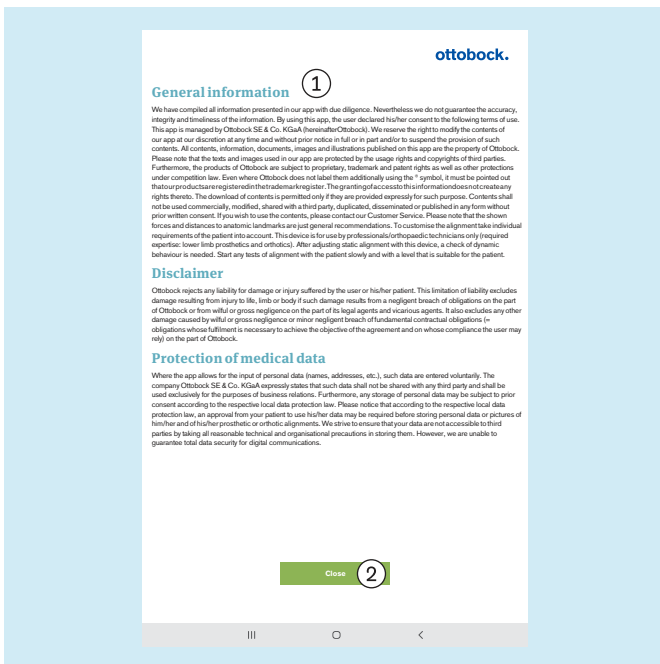 ottobock.
General information
1
We have compiled all information presented in our app with due diligence. Nevertheless we do not guarantee the accuracy,
integrity and timeliness of the information. By using this app, the user declared his/her consent to the following terms of use.
This app is managed by Ottobock SE & Co. KGaA (hereinafterOttobock). We reserve the right to modify the contents of
our app at our discretion at any time and without prior notice in full or in part and/or to suspend the provision of such
contents. All contents, information, documents, images and illustrations published on this app are the property of Ottobock.
Please note that the texts and images used in our app are protected by the usage rights and copyrights of third parties.
Furthermore, the products of Ottobock are subject to proprietary, trademark and patent rights as well as other protections
under competition law. Even where Ottobock does not label them additionally using the ® symbol, it must be pointed out
that our products are registered in the trademark register. The granting of access to this information does not create any
rights thereto. The download of contents is permitted only if they are provided expressly for such purpose. Contents shall
not be used commercially, modified, shared with a third party, duplicated, disseminated or published in any form without
prior written consent. If you wish to use the contents, please contact our Customer Service. Please note that the shown
forces and distances to anatomic landmarks are just general recommendations. To customise the alignment take individual
requirements of the patient into account. This device is for use by professionals/orthopaedic technicians only (required
expertise: lower limb prosthetics and orthotics). After adjusting static alignment with this device, a check of dynamic
behaviour is needed. Start any tests of alignment with the patient slowly and with a level that is suitable for the patient.
Disclaimer
Ottobock rejects any liability for damage or injury suffered by the user or his/her patient. This limitation of liability excludes
damage resulting from injury to life, limb or body if such damage results from a negligent breach of obligations on the part
of Ottobock or from wilful or gross negligence on the part of its legal agents and vicarious agents. It also excludes any other
damage caused by wilful or gross negligence or minor negligent breach of fundamental contractual obligations (=
obligations whose fulfilment is necessary to achieve the objective of the agreement and on whose compliance the user may
rely) on the part of Ottobock.
Protection of medical data
Where the app allows for the input of personal data (names, addresses, etc.), such data are entered voluntarily. The
company Ottobock SE & Co. KGaA expressly states that such data shall not be shared with any third party and shall be
used exclusively for the purposes of business relations. Furthermore, any storage of personal data may be subject to prior
consent according to the respective local data protection law. Please notice that according to the respective local data
protection law, an approval from your patient to use his/her data may be required before storing personal data or pictures of
him/her and of his/her prosthetic or orthotic alignments. We strive to ensure that your data are not accessible to third
parties by taking all reasonable technical and organisational precautions in storing them. However, we are unable to
guarantee total data security for digital communications.
Close
2